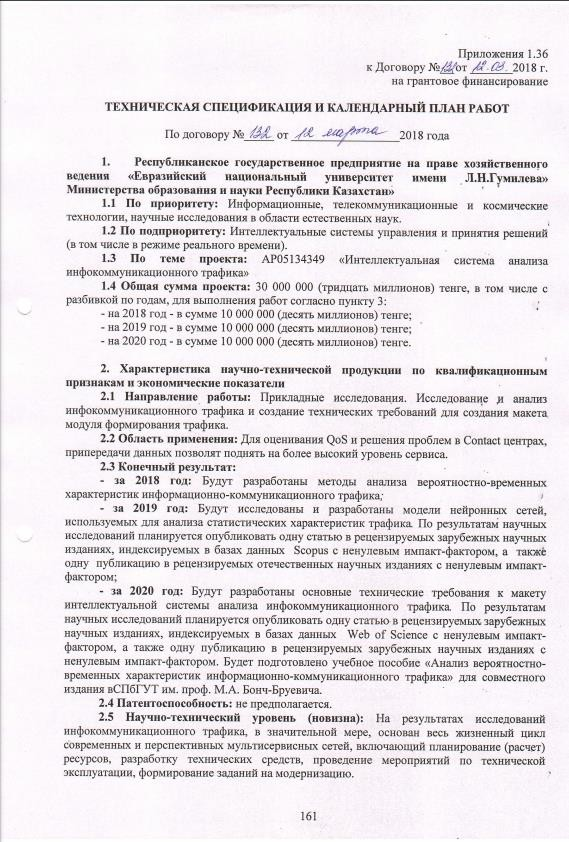 Приложения 1.36
к Договору №132от 12.03. 2018 г.
на грантовое финансирование
ТЕХНИЧЕСКАЯ СПЕЦИФИКАЦИЯ И КАЛЕНДАРНЫЙ ПЛАН РАБОТ
По договору № 132 от 12 марта 2018 года
1. Республиканское государственное предприятие на праве хозяйственного
ведения «Евразийский национальный университет имени Л.Н.Гумилева»
Министерства образования и науки Республики Казахстан»
1.1 По приоритету: Информационные, телекоммуникационные и космические
технологии, научные исследования в области естественных наук.
1.2 По подприоритету: Интеллектуальные системы управления и принятия решений
(в том числе в режиме реального времени).
1.3 По теме проекта: АР05134349 «Интеллектуальная система анализа
инфокоммуникационного трафика»
1.4 Общая сумма проекта: 30 000 000 (тридцать миллионов) тенге, в том числе с
разбивкой по годам, для выполнения работ согласно пункту 3:
- на 2018 год - в сумме 10 000 000 (десять миллионов) тенге;
- на 2019 год - в сумме 10 000 000 (десять миллионов) тенге;
- на 2020 год - в сумме 10 000 000 (десять миллионов) тенге.
2. Характеристика научно-технической продукции по квалификационным
признакам и экономические показатели
2.1 Направление работы: Прикладные исследования. Исследование и анализ
инфокоммуникационного трафика и создание технических требований для создания макета
модуля формирования трафика.
2.2 Область применения: Для оценивания QoS и решения проблем в Contact центрах,
припередачи данных позволят поднять на более высокий уровень сервиса.
2.3 Конечный результат:
- за 2018 год: Будут разработаны методы анализа вероятностно-временных
характеристик информационно-коммуникационного трафика;
- за 2019 год: Будут исследованы и разработаны модели нейронных сетей,
используемых для анализа статистических характеристик трафика. По результатам научных
исследований планируется опубликовать одну статью в рецензируемых зарубежных научных
изданиях, индексируемых в базах данных Scopus с ненулевым импакт-фактором, а также
одну публикацию в рецензируемых отечественных научных изданиях с ненулевым импакт-
фактором;
- за 2020 год: Будут разработаны основные технические требования к макету
интеллектуальной системы анализа инфокоммуникационного трафика. По результатам
научных исследований планируется опубликовать одну статью в рецензируемых зарубежных
научных изданиях, индексируемых в базах данных Web of Science с ненулевым импакт-
фактором, а также одну публикацию в рецензируемых зарубежных научных изданиях с
ненулевым импакт-фактором. Будет подготовлено учебное пособие «Анализ вероятностно-
временных характеристик информационно-коммуникационного трафика» для совместного
издания вСПбГУТ им. проф. М.А. Бонч-Бруевича.
2.4 Патентоспособность: не предполагается.
2.5 Научно-технический уровень (новизна): На результатах исследований
инфокоммуникационного трафика, в значительной мере, основан весь жизненный цикл
современных и перспективных мультисервисных сетей, включающий планирование (расчет)
ресурсов, разработку технических средств, проведение мероприятий по технической
эксплуатации, формирование заданий на модернизацию.
161